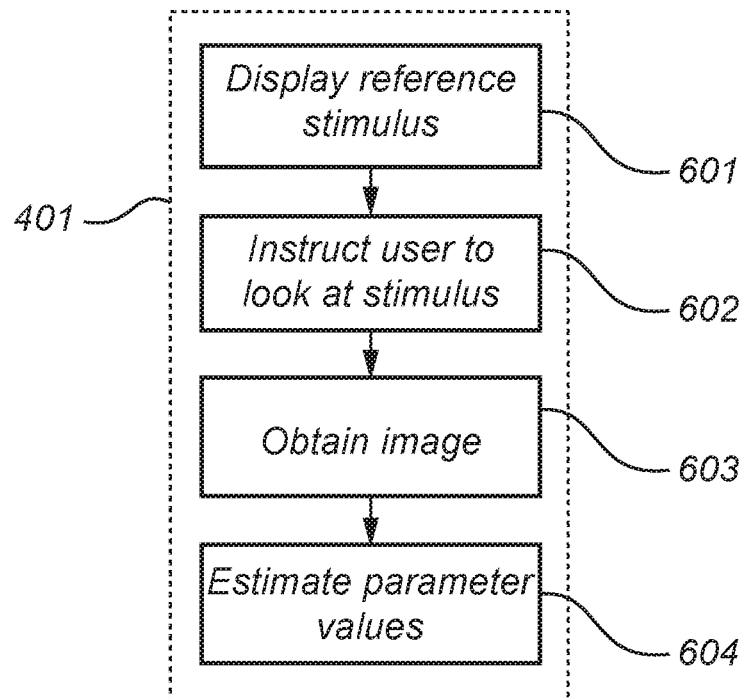 Display reference
stimulus
601
401
Instruct user to
look at stimulus
602
Obtain image
603
Estimate parameter
values
604